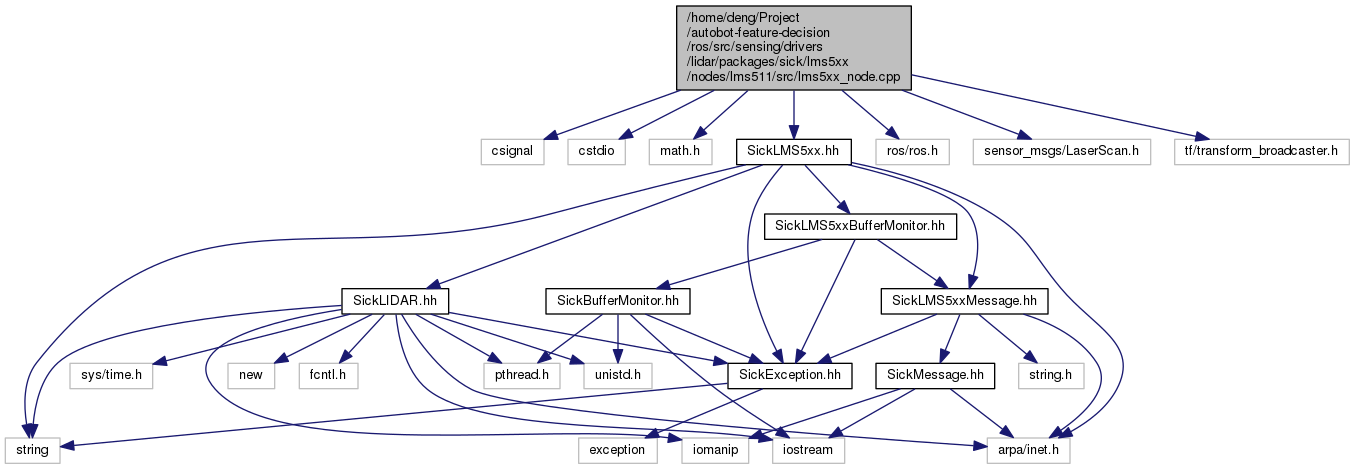 /home/deng/Project
/autobot-feature-decision
/ros/src/sensing/drivers
/lidar/packages/sick/lms5xx
/nodes/lms511/src/lms5xx_node.cpp
csignal
cstdio
math.h
SickLMS5xx.hh
ros/ros.h
sensor_msgs/LaserScan.h
tf/transform_broadcaster.h
SickLMS5xxBufferMonitor.hh
SickLIDAR.hh
SickBufferMonitor.hh
SickLMS5xxMessage.hh
sys/time.h
new
fcntl.h
pthread.h
unistd.h
SickException.hh
SickMessage.hh
string.h
string
exception
iomanip
iostream
arpa/inet.h